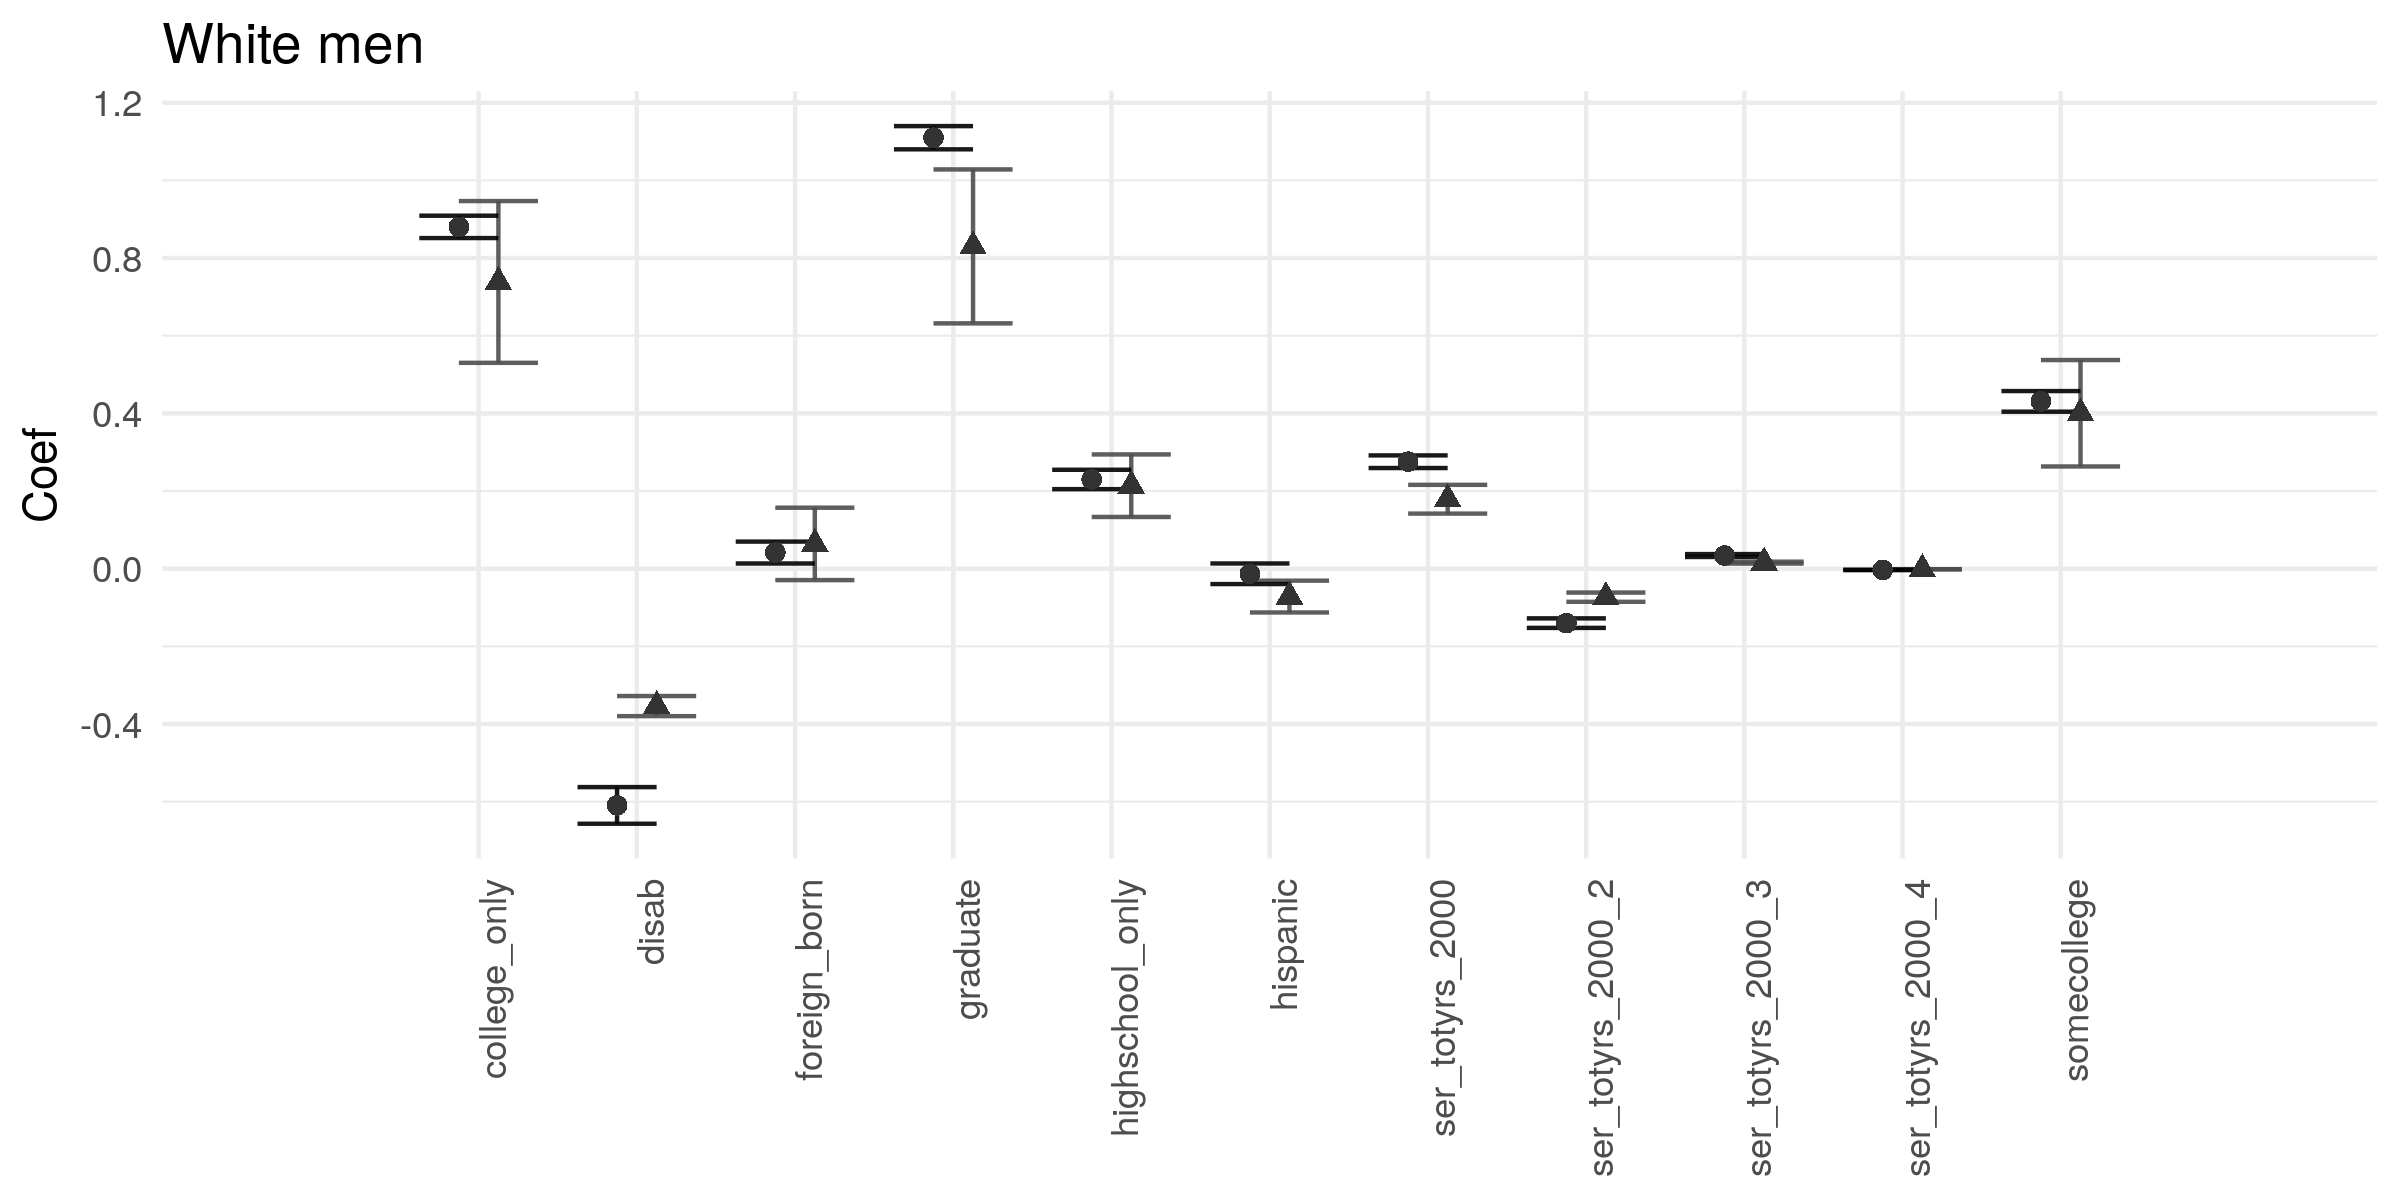 White men
1.2
0.8
0.4
0.0
-0.4
Coef
college_only
disab
foreign_born
graduate
highschool_only
hispanic
ser_totyrs_2000
ser_totyrs_2000_2
ser_totyrs_2000_3
ser_totyrs_2000_4
somecollege